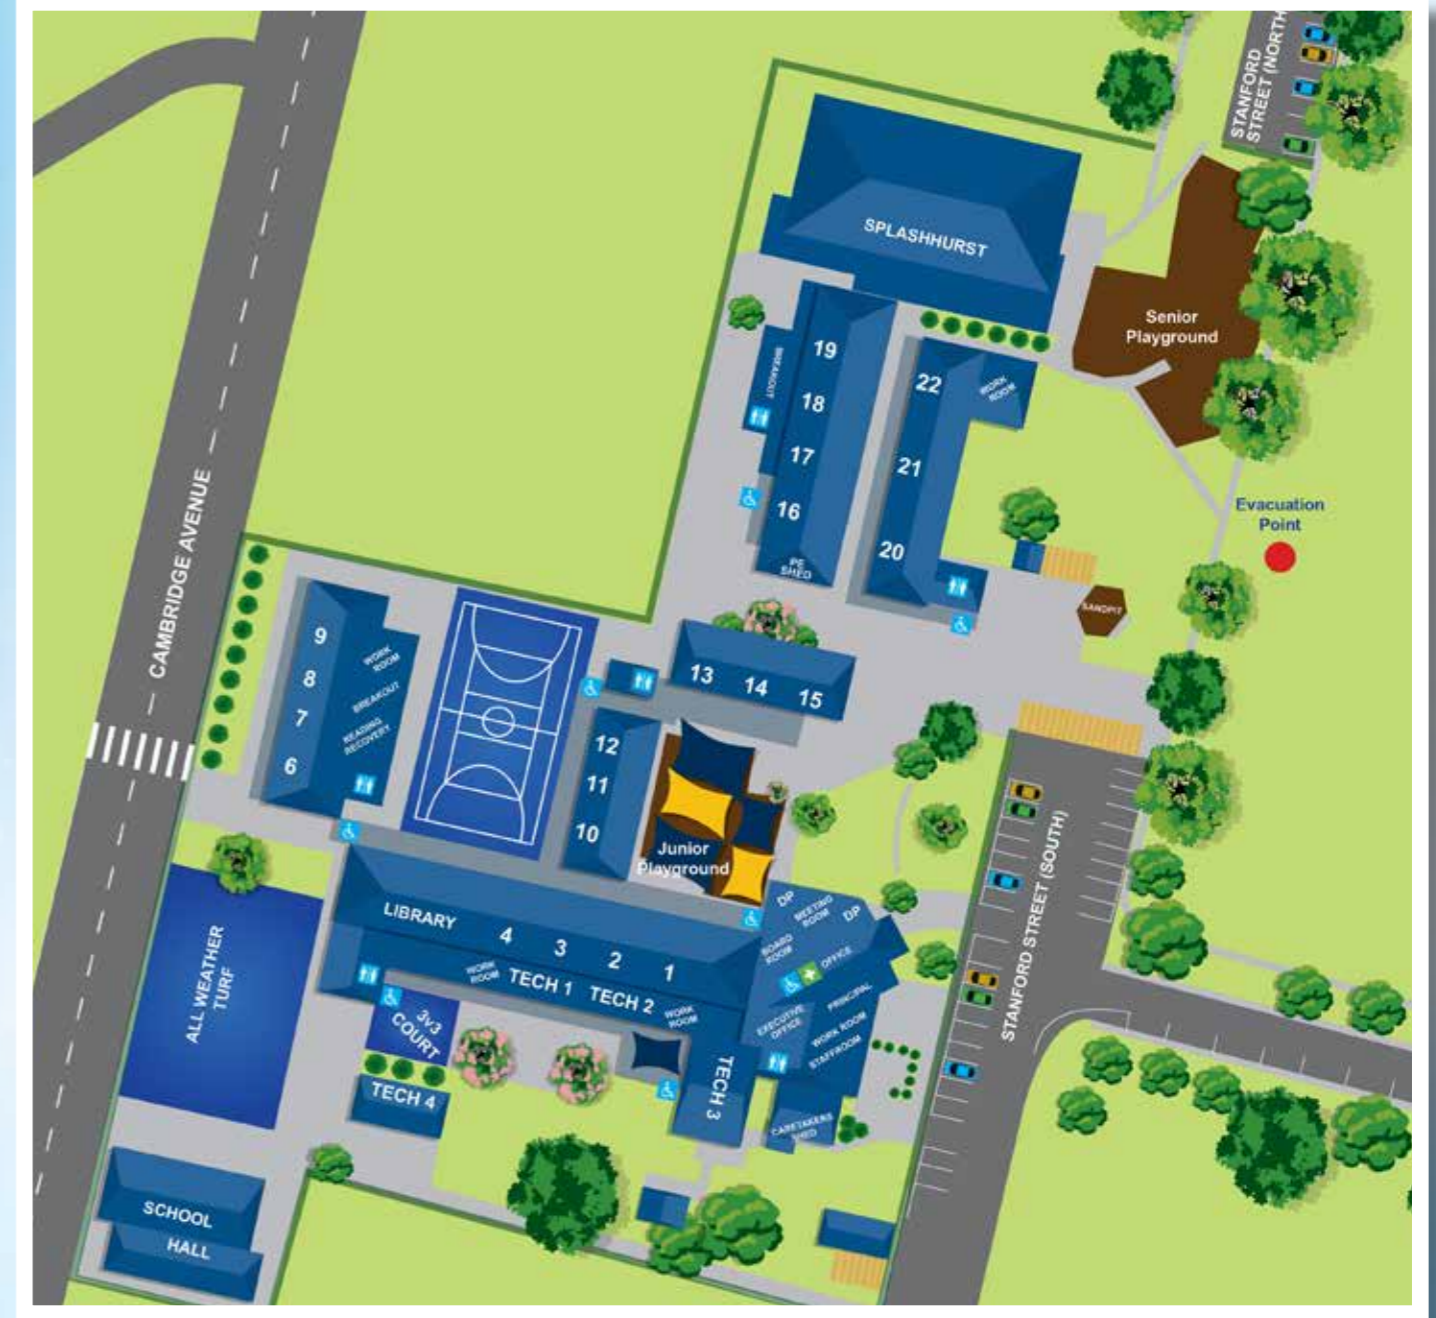 STANFORD
STREET (NORTH)
SPLASHHURST
Senior
Playground
19
18
17
16
BREAKOUT
PE
SHED
22
21
20
WORK
ROOM
Evacuation
Point
SANDPIT
CAMBRIDGE AVENUE
9
8
7
6
WORK
ROOM
BREAKOUT
READING
RECOVERY
13
14
15
12
11
10
Junior
Playground
STANFORD STREET (SOUTH)
LIBRARY
4
3
2
1
WORK
ROOM
TECH 1
TECH 2
WORK
ROOM
DP
MEETING
ROOM
DP
BOARD
ROOM
OFFICE
PRINCIPAL
EXECUTIVE
OFFICE
WORK ROOM
STAFFROOM
ALL WEATHER
TURF
3v3
COURT
TECH 4
TECH 3
CARETAKERS
SHED
SCHOOL
HALL